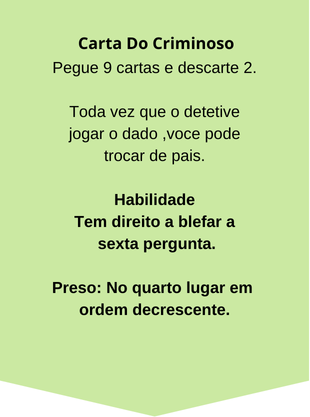 Carta Do Criminoso
Pegue 9 cartas e descarte 2.
Toda vez que o detetive
jogar o dado ,voce pode
trocar de pais.
Habilidade
Tem direito a blefar a
sexta pergunta.
Preso: No quarto lugar em
ordem decrescente.